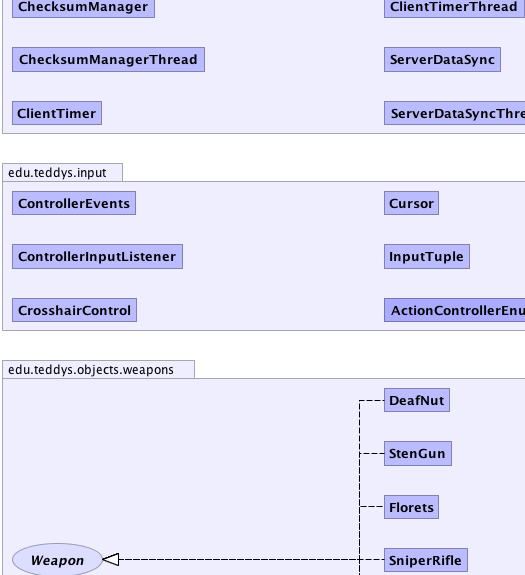 ChecksumManager
ClientTimerThread
ChecksumManagerThread
ServerDataSync
ClientTimer
ServerDataSyncThre
edu.teddys.input
ControllerEvents
Cursor
ControllerInputListener
InputTuple
CrosshairControl
ActionControllerEnu
edu.teddys.objects.weapons
DeafNut
StenGun
Florets
Weapon
SniperRifle